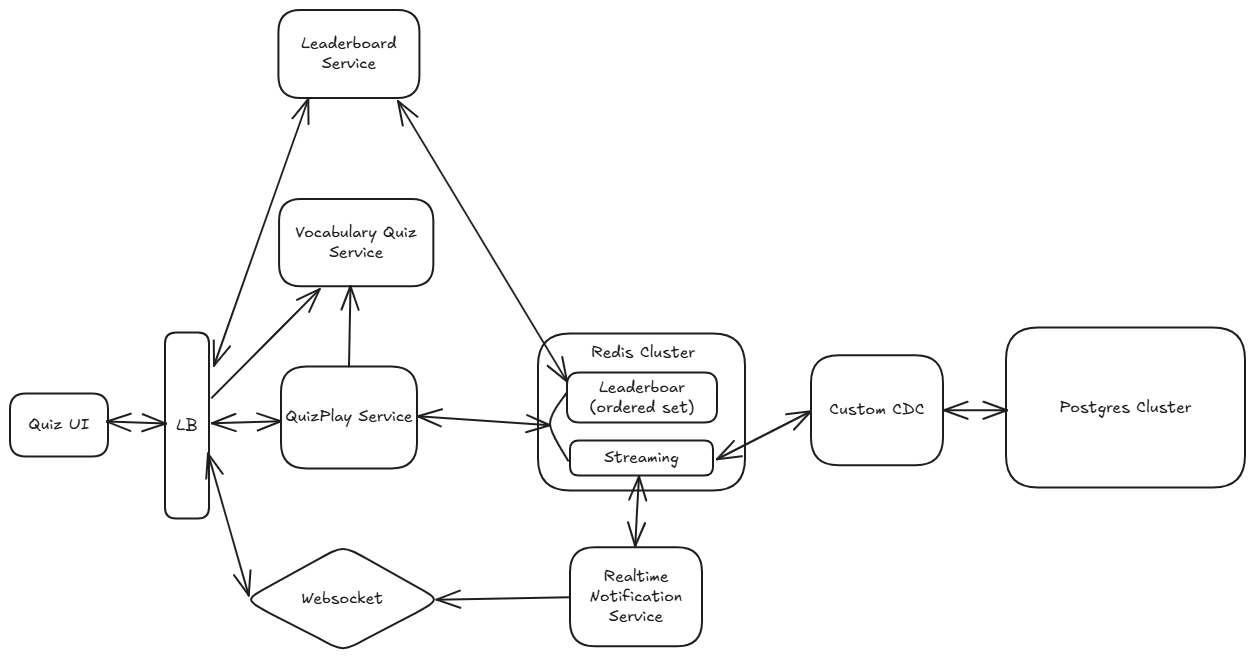 Leaderboard
Service
Vocabulary Quiz
Service
Quiz UI
LB
QuizPlay Service
Redis Cluster
Leaderboar
(ordered set)
Streaming
Custom CDC
Postgres Cluster
Websocket
Realtime
Notification
Service